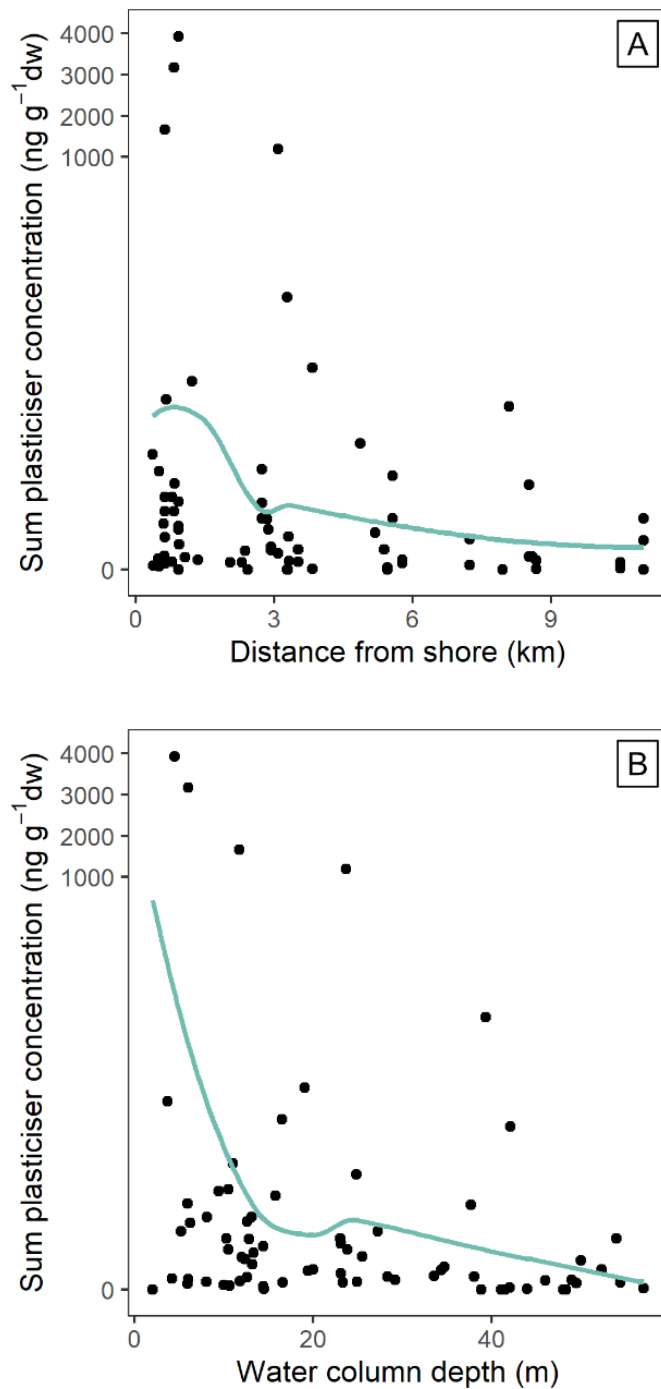 A
Sum plasticiser concentration (ng g⁻¹dw)
4000
3000
2000
1000
0
0 3 6 9
Distance from shore (km)
B
Sum plasticiser concentration (ng g⁻¹dw)
4000
3000
2000
1000
0
0 20 40
Water column depth (m)